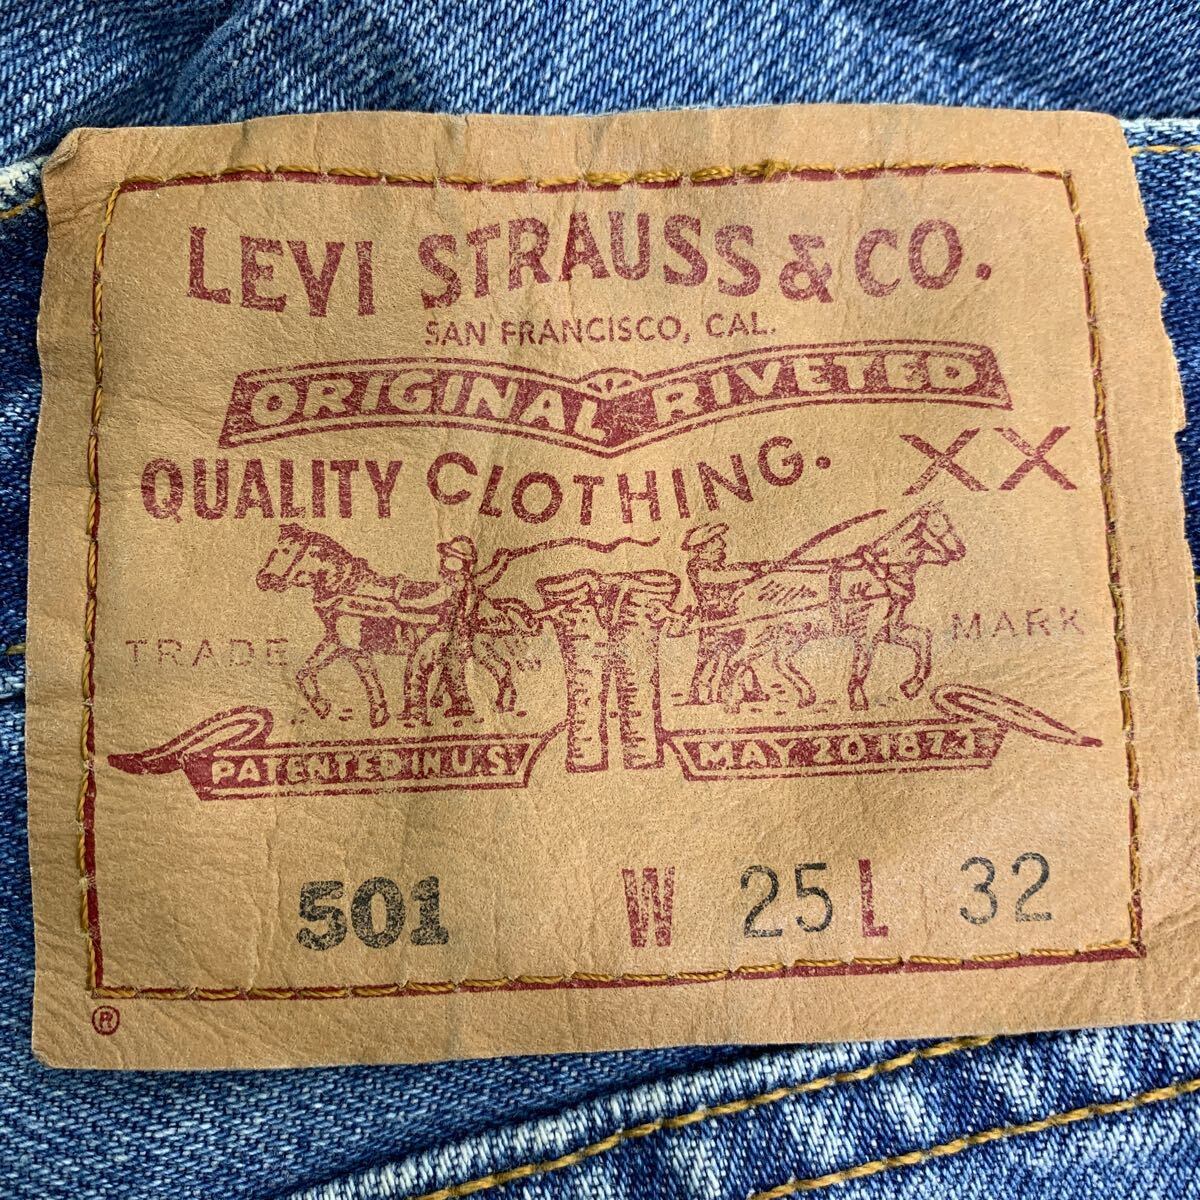 LEVI STRAUSS & CO.
SAN FRANCISCO, CAL.
ORIGINAL RIVETED
QUALITY CLOTHING. XX
TRADE MARK
PATENTED IN U.S. MAY 20 1873
501 W 25 L 32
®